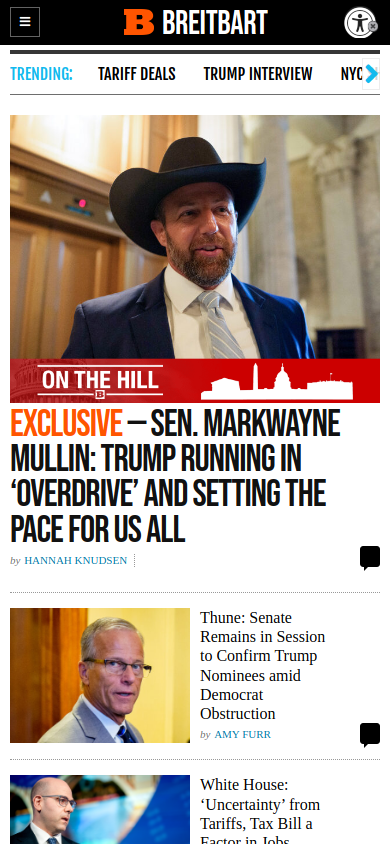 B BREITBART
TRENDING: TARIFF DEALS TRUMP INTERVIEW NYC
ON THE HILL
B
EXCLUSIVE – SEN. MARKWAYNE
MULLIN: TRUMP RUNNING IN
‘OVERDRIVE’ AND SETTING THE
PACE FOR US ALL
by HANNAH KNUDSEN
Thune: Senate
Remains in Session
to Confirm Trump
Nominees amid
Democrat
Obstruction
by AMY FURR
White House:
‘Uncertainty’ from
Tariffs, Tax Bill a
Factor in Jobs